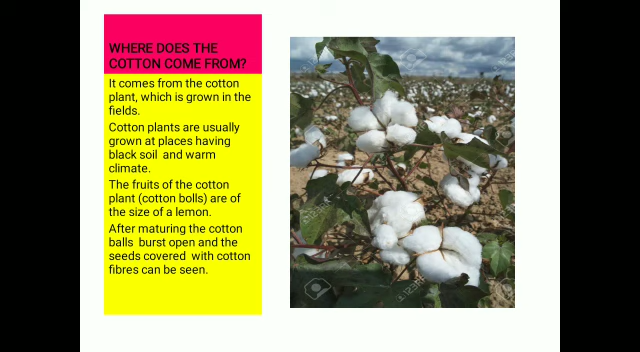 WHERE DOES THE
COTTON COME FROM?
It comes from the cotton
plant, which is grown in the
fields.
Cotton plants are usually
grown at places having
black soil and warm
climate.
The fruits of the cotton
plant (cotton bolls) are of
the size of a lemon.
After maturing the cotton
balls burst open and the
seeds covered with cotton
fibres can be seen.